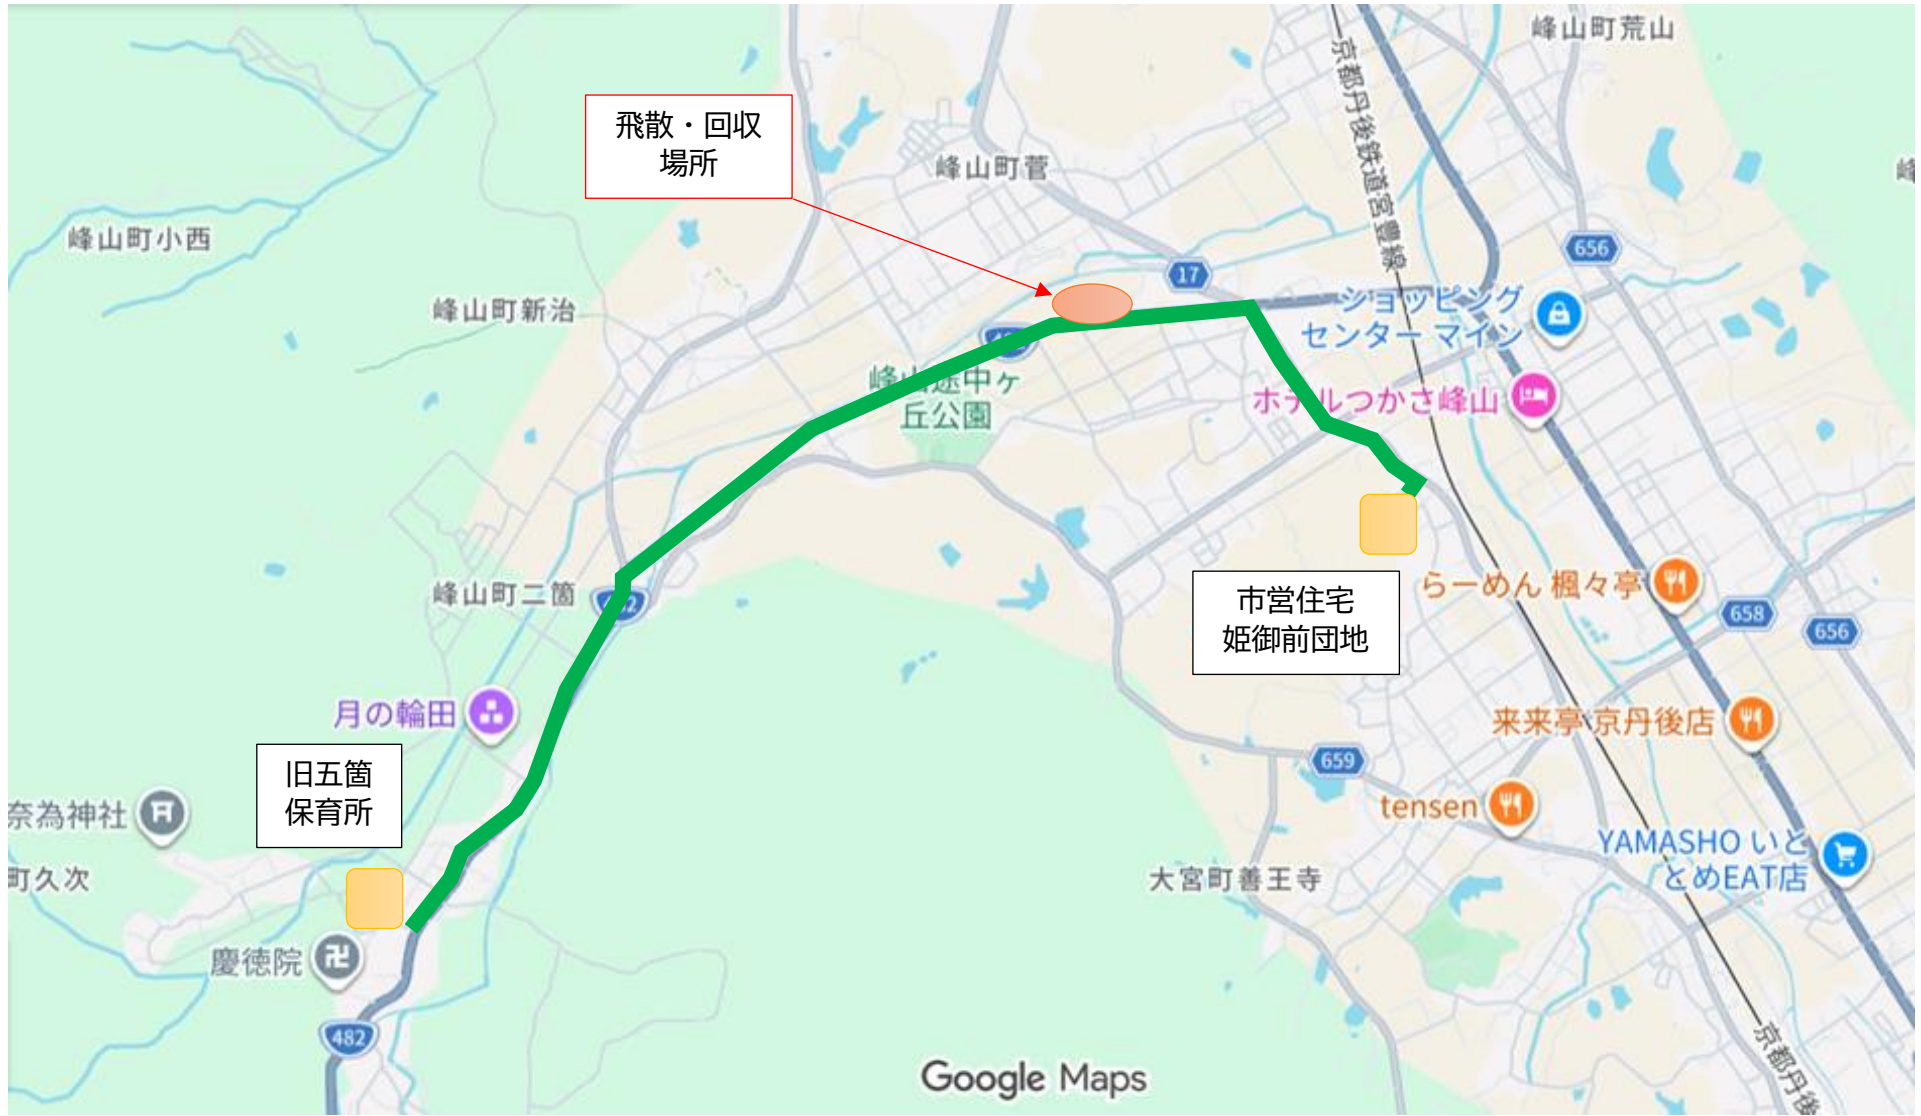 峰山町荒山
京都丹後鉄道宮豊線
飛散・回収
場所
峰山町菅
峰山町小西
656
17
峰山町新治
ショッピング
センター マイン
峰山途中ヶ
丘公園
ホテルつかさ峰山
峰山町二箇
らーめん 楓々亭
市営住宅
姫御前団地
658
656
月の輪田
来来亭 京丹後店
旧五箇
保育所
659
奈為神社
tensen
YAMASHO いと
とめEAT店
町久次
大宮町善王寺
慶徳院
482
Google Maps
京都丹後